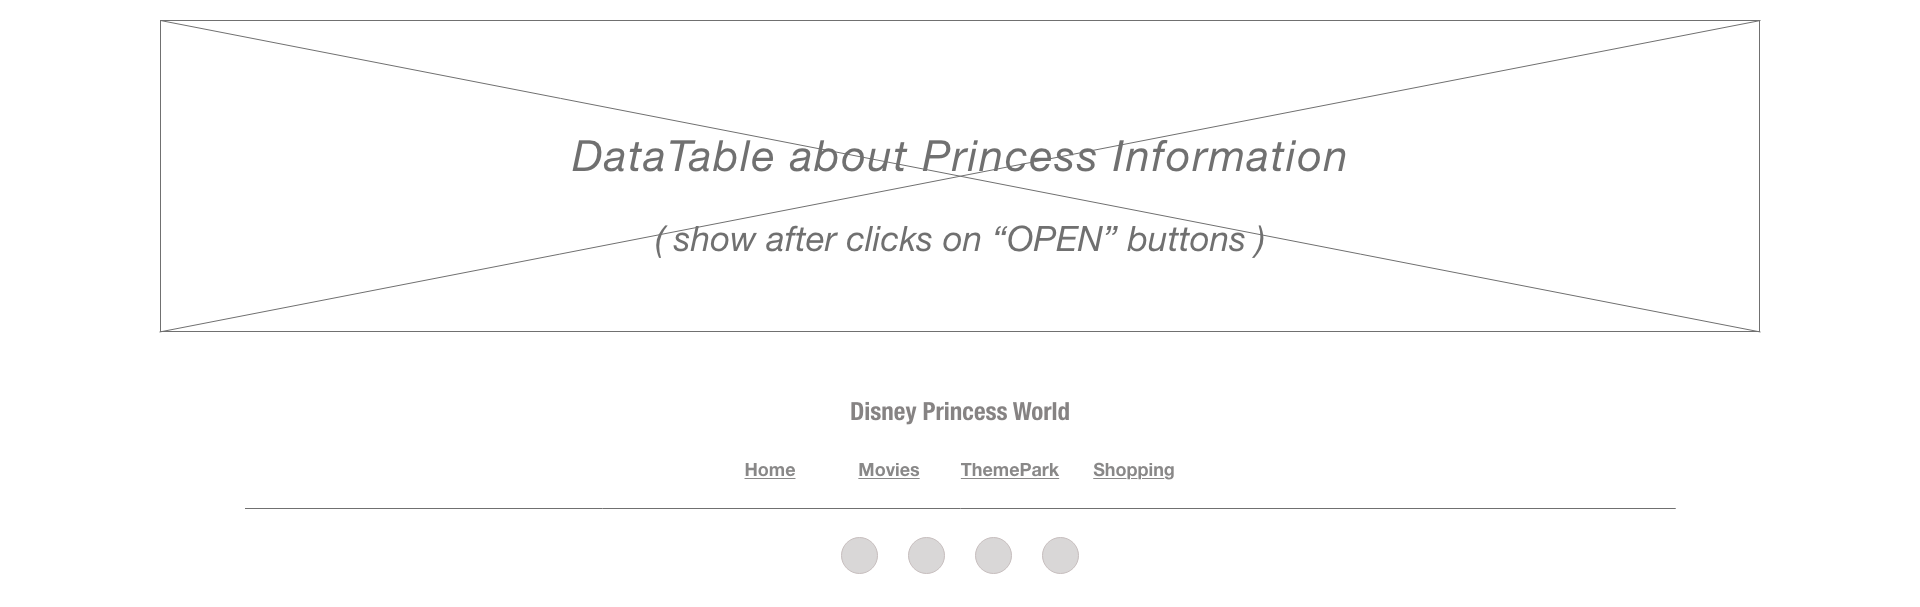 DataTable about Princess Information
( show after clicks on “OPEN” buttons )
Disney Princess World
Home Movies ThemePark Shopping